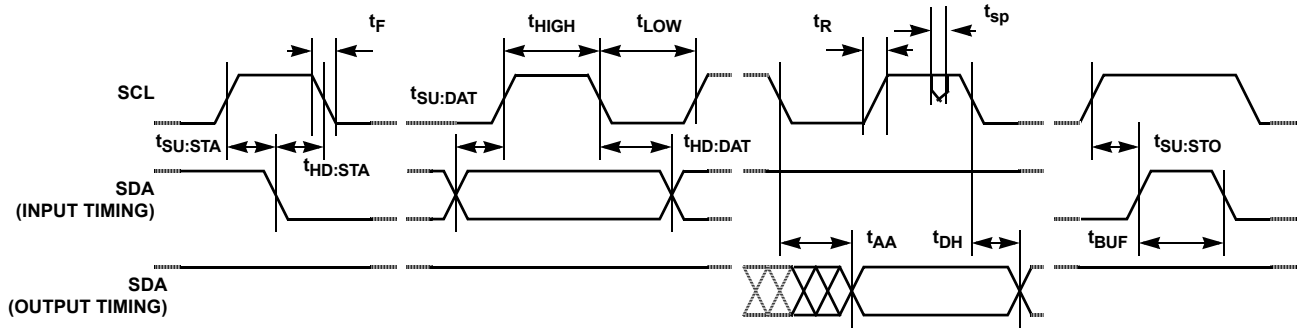 tF
tHIGH
tLOW
tR
tsp
SCL
tSU:DAT
tSU:STA
tHD:STA
tHD:DAT
tSU:STO
SDA
(INPUT TIMING)
tAA
tDH
tBUF
SDA
(OUTPUT TIMING)